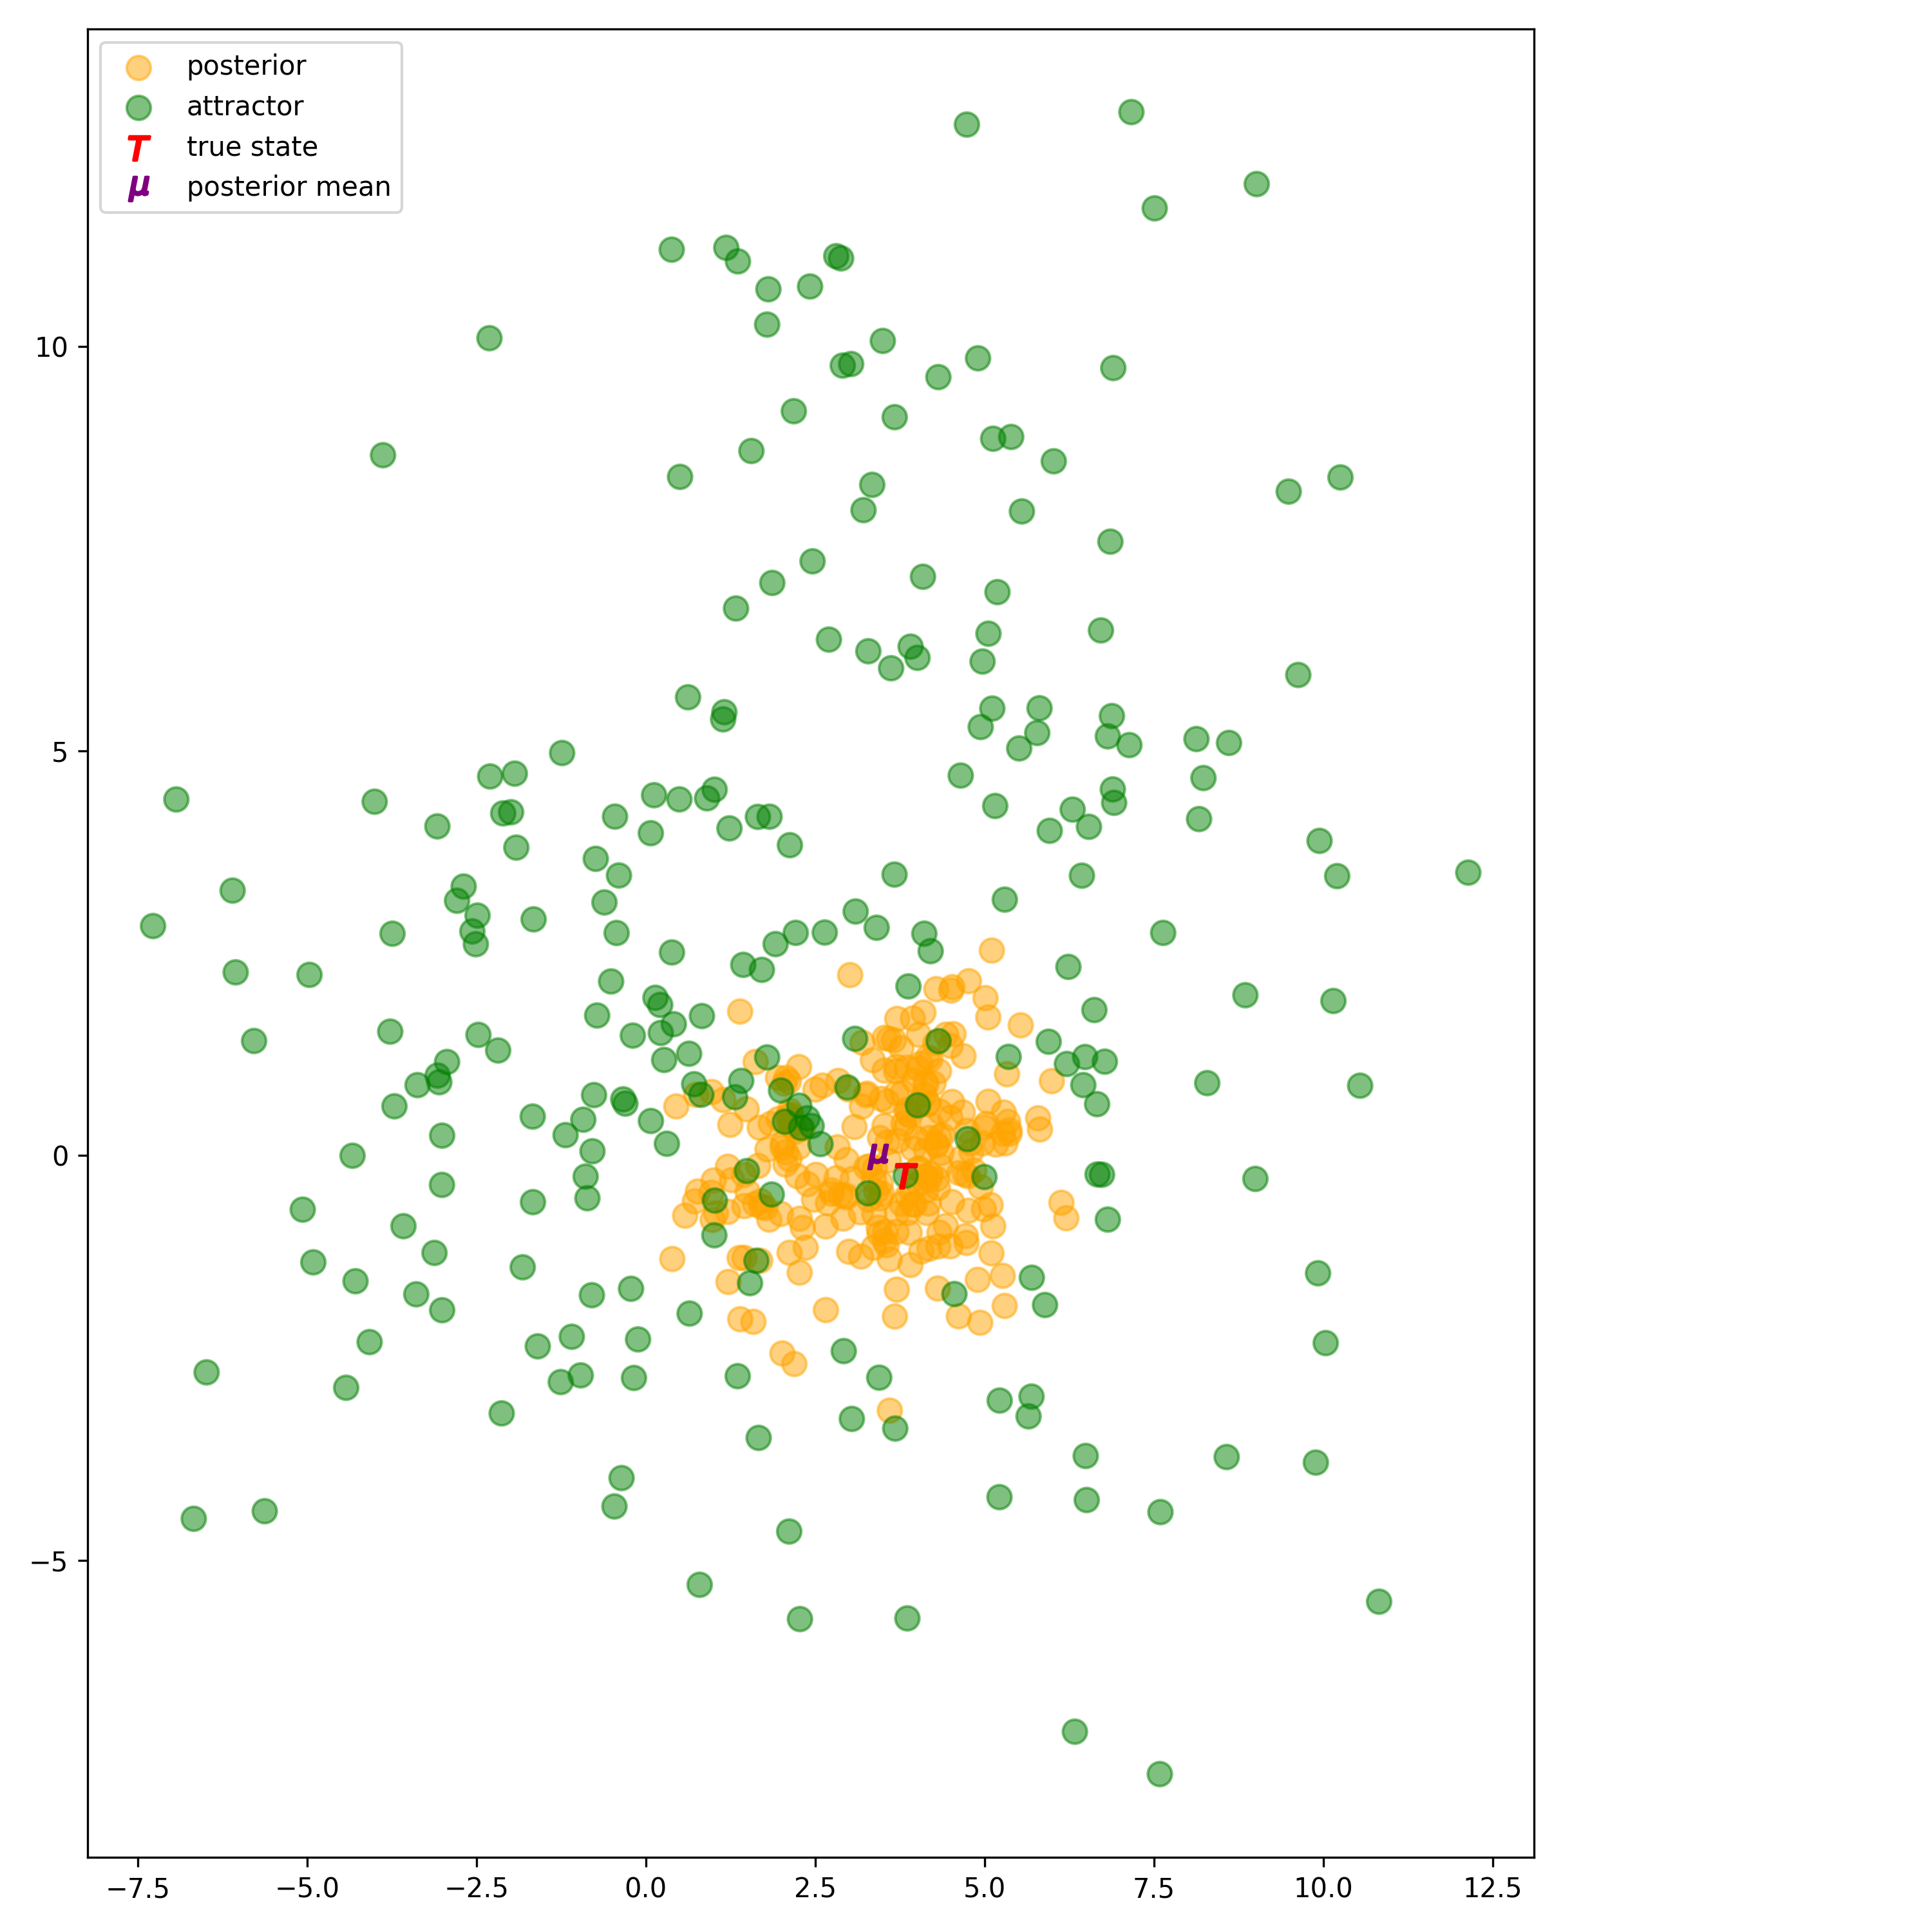 posterior
attractor
T true state
μ posterior mean
10
5
0
−5
μ
T
−7.5 −5.0 −2.5 0.0 2.5 5.0 7.5 10.0 12.5